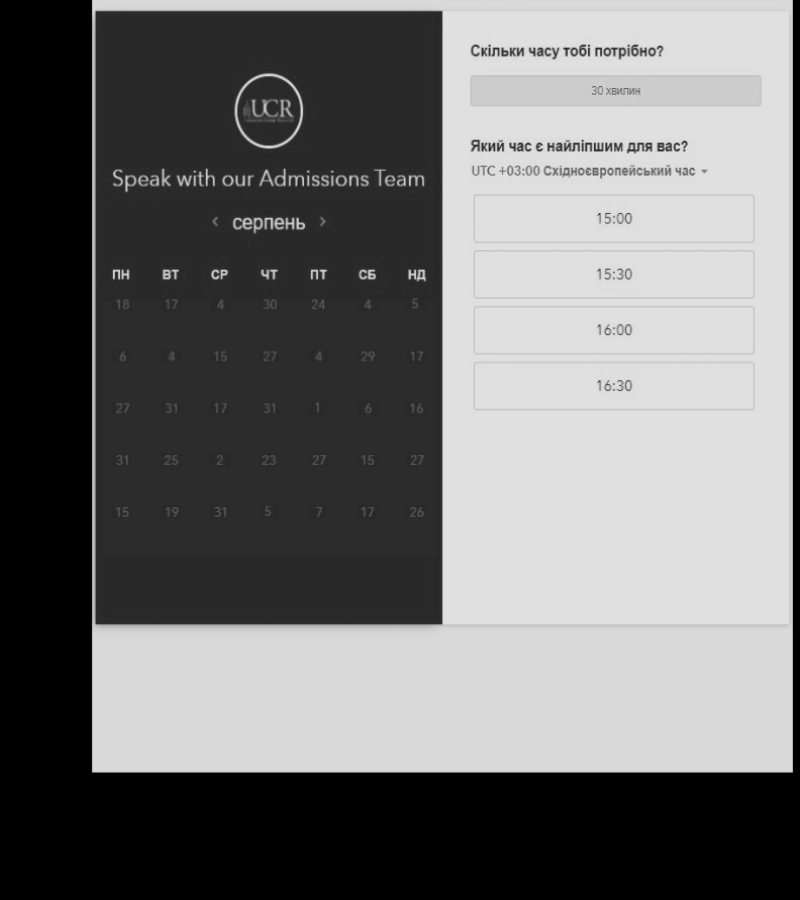 UCR
Speak with our Admissions Team
‹ серпень ›
ПН ВТ СР ЧТ ПТ СБ НД
18 17 4 30 24 4 5
6 4 15 27 4 29 17
27 31 17 31 1 6 16
31 25 2 23 27 15 27
15 19 31 5 7 17 26
Скільки часу тобі потрібно?
30 хвилин
Який час є найліпшим для вас?
UTC +03:00 Східноєвропейський час
15:00
15:30
16:00
16:30